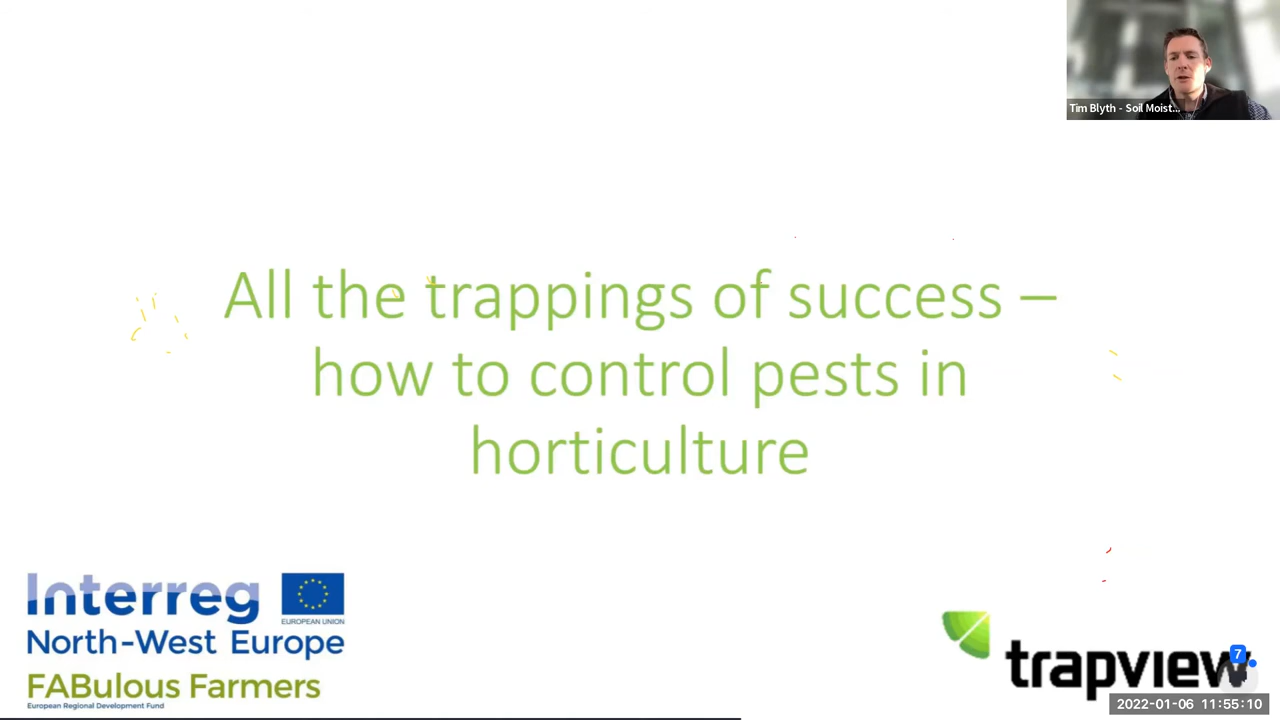 Tim Blyth - Soil Moist...
All the trappings of success –
how to control pests in
horticulture
Interreg
EUROPEAN UNION
North-West Europe
FABulous Farmers
European Regional Development Fund
trapview
7
2022-01-06 11:55:10